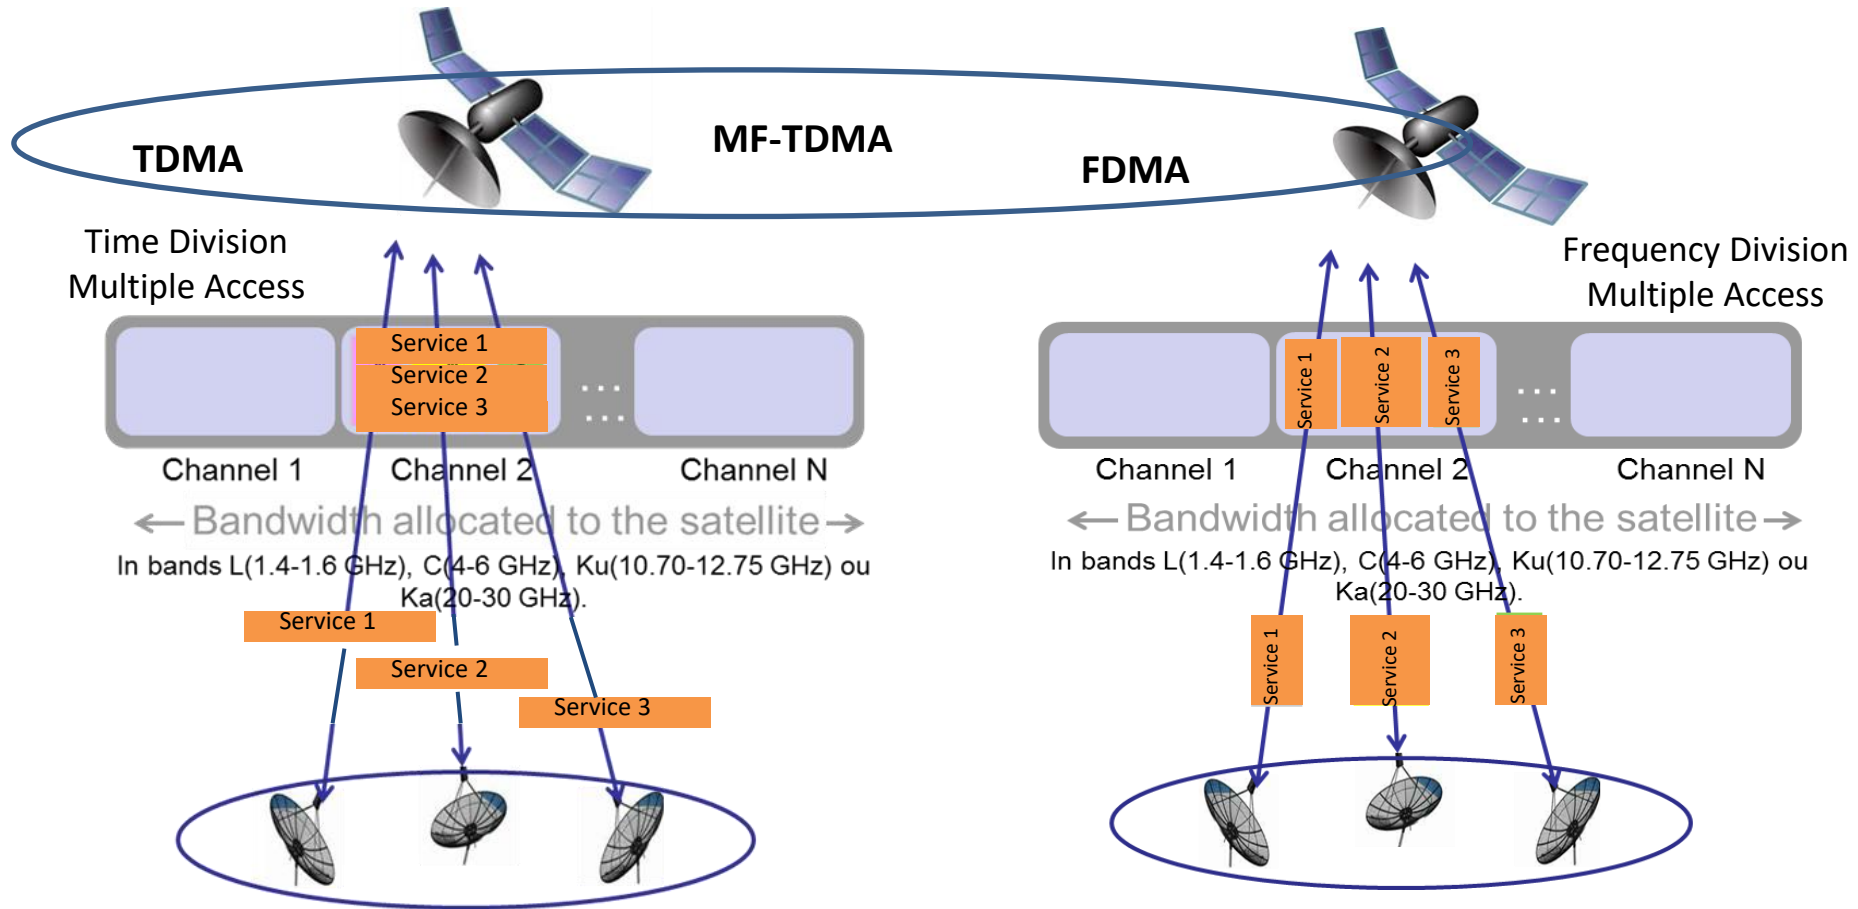 TDMA
MF-TDMA
FDMA
Time Division
Multiple Access
Service 1
Service 2
Service 3
... 
...
Channel 1
Channel 2
Channel N
Bandwidth allocated to the satellite
In bands L(1.4-1.6 GHz), C(4-6 GHz), Ku(10.70-12.75 GHz) ou
Ka(20-30 GHz).
Service 1
Service 2
Service 3
Frequency Division
Multiple Access
Service 1
Service 2
Service 3
...
...
Channel 1
Channel 2
Channel N
Bandwidth allocated to the satellite
In bands L(1.4-1.6 GHz), C(4-6 GHz), Ku(10.70-12.75 GHz) ou
Ka(20-30 GHz).
Service 1
Service 2
Service 3